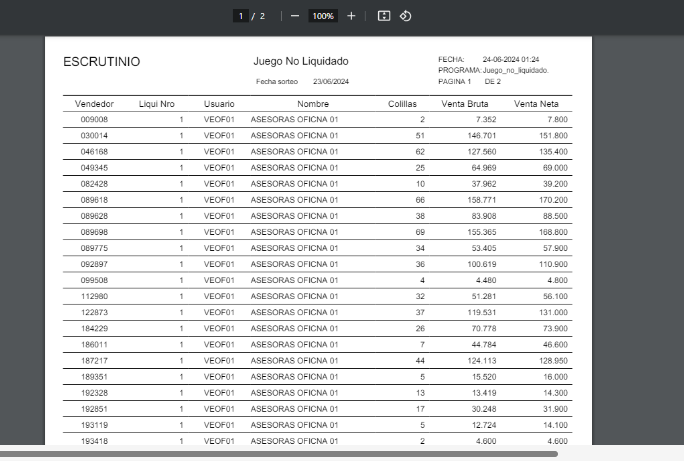 1 / 2 100%
ESCRUTINIO Juego No Liquidado FECHA: 24-06-2024 01:24
PROGRAMA: Juego_no_liquidado.
Fecha sorteo 23/06/2024 PAGINA 1 DE 2
Vendedor Liqui Nro Usuario Nombre Colillas Venta Bruta Venta Neta
009008 1 VEOF01 ASESORAS OFICNA 01 2 7.352 7.800
030014 1 VEOF01 ASESORAS OFICNA 01 51 146.701 151.800
046168 1 VEOF01 ASESORAS OFICNA 01 62 127.560 135.400
049345 1 VEOF01 ASESORAS OFICNA 01 25 64.969 69.000
082428 1 VEOF01 ASESORAS OFICNA 01 10 37.962 39.200
089618 1 VEOF01 ASESORAS OFICNA 01 66 158.771 170.200
089628 1 VEOF01 ASESORAS OFICNA 01 38 83.908 88.500
089698 1 VEOF01 ASESORAS OFICNA 01 69 155.365 168.800
089775 1 VEOF01 ASESORAS OFICNA 01 34 53.405 57.900
092897 1 VEOF01 ASESORAS OFICNA 01 36 100.619 110.900
099508 1 VEOF01 ASESORAS OFICNA 01 4 4.480 4.800
112980 1 VEOF01 ASESORAS OFICNA 01 32 51.281 56.100
122873 1 VEOF01 ASESORAS OFICNA 01 37 119.531 131.000
184229 1 VEOF01 ASESORAS OFICNA 01 26 70.778 73.900
186011 1 VEOF01 ASESORAS OFICNA 01 7 44.784 46.600
187217 1 VEOF01 ASESORAS OFICNA 01 44 124.113 128.950
189351 1 VEOF01 ASESORAS OFICNA 01 5 15.520 16.000
192328 1 VEOF01 ASESORAS OFICNA 01 13 13.419 14.300
192851 1 VEOF01 ASESORAS OFICNA 01 17 30.248 31.900
193119 1 VEOF01 ASESORAS OFICNA 01 5 12.724 14.100
193418 1 VEOF01 ASESORAS OFICNA 01 2 4.600 4.600